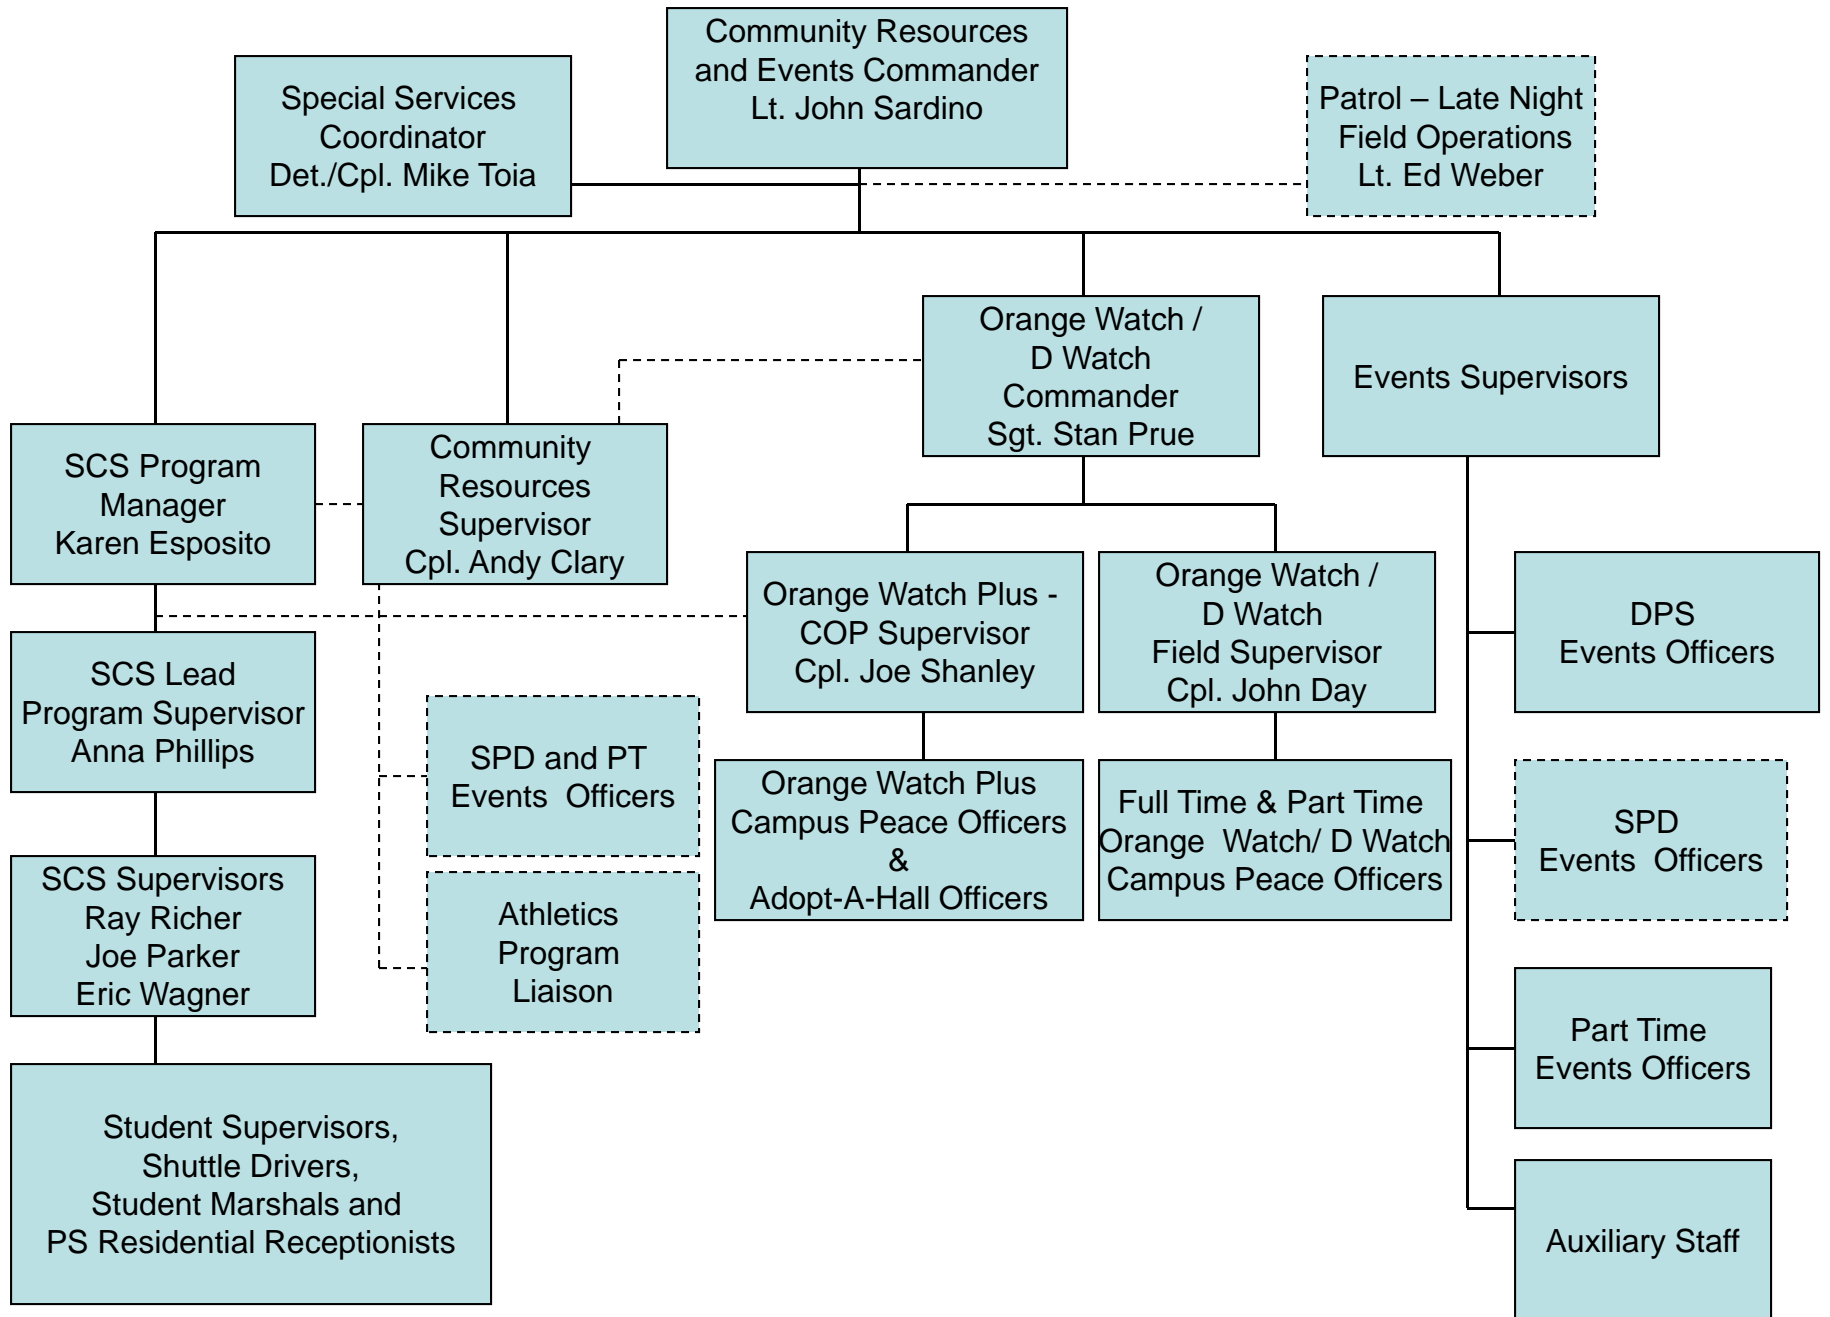 Community Resources
and Events Commander
Lt. John Sardino
Special Services
Coordinator
Det./Cpl. Mike Toia
Patrol – Late Night
Field Operations
Lt. Ed Weber
Orange Watch /
D Watch
Commander
Sgt. Stan Prue
Events Supervisors
SCS Program
Manager
Karen Esposito
Community
Resources
Supervisor
Cpl. Andy Clary
Orange Watch Plus -
COP Supervisor
Cpl. Joe Shanley
Orange Watch /
D Watch
Field Supervisor
Cpl. John Day
DPS
Events Officers
SCS Lead
Program Supervisor
Anna Phillips
SPD and PT
Events  Officers
Orange Watch Plus
Campus Peace Officers
&
Adopt-A-Hall Officers
Full Time & Part Time
Orange  Watch/ D Watch
Campus Peace Officers
SPD
Events  Officers
SCS Supervisors
Ray Richer
Joe Parker
Eric Wagner
Athletics
Program
Liaison
Part Time
Events Officers
Student Supervisors,
Shuttle Drivers,
Student Marshals and
PS Residential Receptionists
Auxiliary Staff